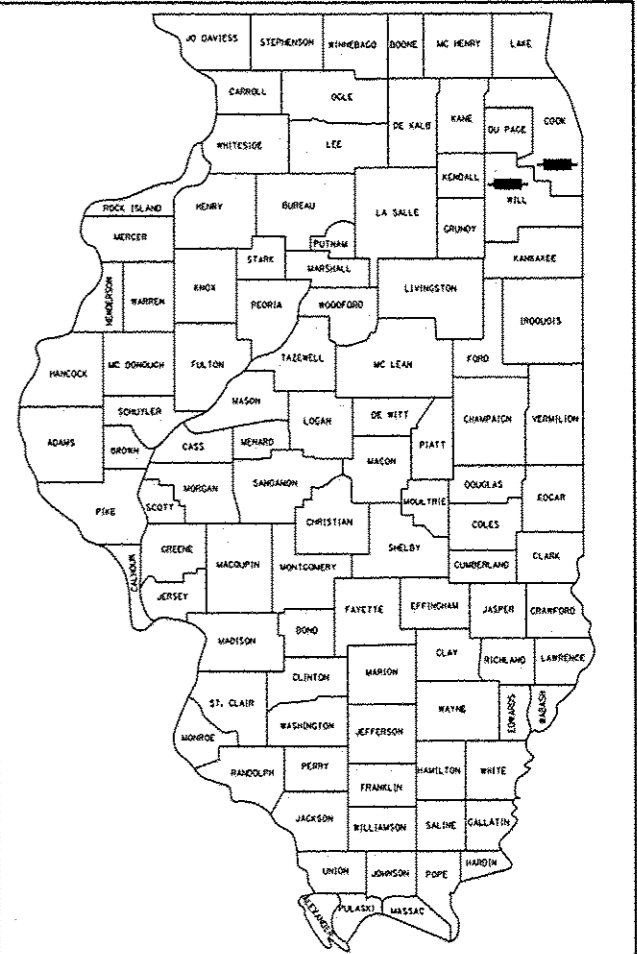 JO DAVIESS STEPHENSON WINNEBAGO BOONE MC HENRY LAKE
CARROLL OGLE DE KALB KANE DU PAGE COOK
WHITESIDE LEE KENDALL WILL
ROCK ISLAND HENRY BUREAU LA SALLE GRUNDY
MERCER PUTNAM KANKAKEE
STARK MARSHALL
HENDERSON WARREN KNOX PEORIA WOODFORD LIVINGSTON IROQUOIS
HANCOCK MC DONOUGH FULTON TAZEWELL MC LEAN FORD
SCHUYLER MASON LOGAN DE WITT CHAMPAIGN VERMILION
ADAMS BROWN CASS MENARD MACON PIATT
PIKE SCOTT MORGAN SANGAMON CHRISTIAN MOULTRIE DOUGLAS EDGAR
COLES
CALHOUN GREENE MACOUPIN MONTGOMERY SHELBY CUMBERLAND CLARK
JERSEY FAYETTE EFFINGHAM JASPER CRAWFORD
MADISON BOND CLAY RICHLAND LAWRENCE
CLINTON MARION
ST. CLAIR WAYNE EDWARDS WABASH
MONROE WASHINGTON JEFFERSON
RANDOLPH PERRY HAMILTON WHITE
FRANKLIN
JACKSON WILLIAMSON SALINE GALLATIN
UNION JOHNSON POPE HARDIN
ALEXANDER PULASKI MASSAC